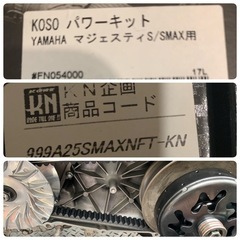 KOSO パワーキット
YAMAHA マジェスティS/SMAX用
#FN054000 17L
KN
KN企画
商品コード
999A25SMAXNFT-KN